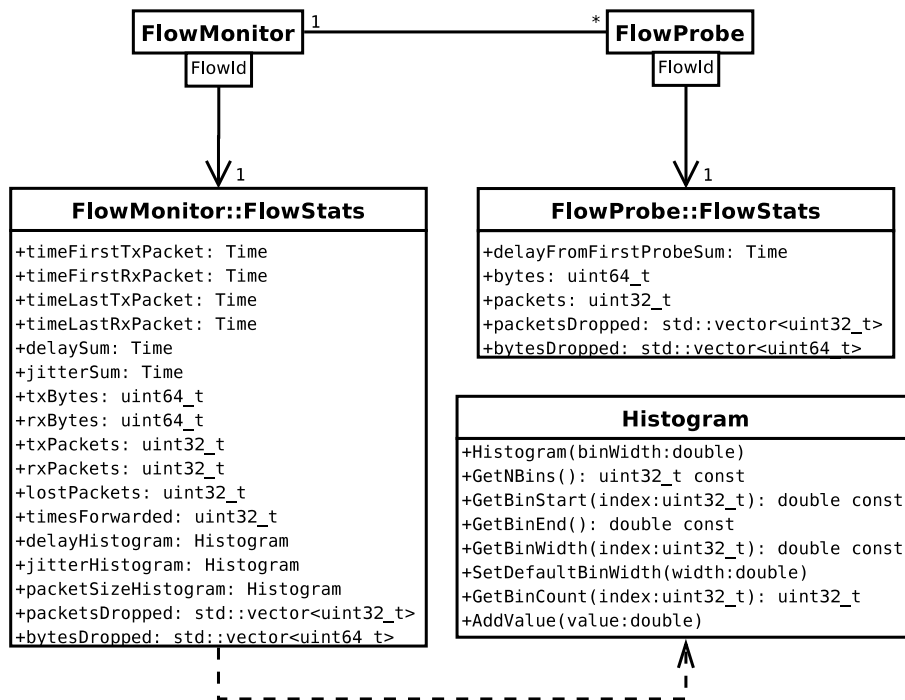 FlowMonitor
1
*
FlowProbe
FlowId
FlowId
1
1
FlowMonitor::FlowStats
+timeFirstTxPacket: Time
+timeFirstRxPacket: Time
+timeLastTxPacket: Time
+timeLastRxPacket: Time
+delaySum: Time
+jitterSum: Time
+txBytes: uint64_t
+rxBytes: uint64_t
+txPackets: uint32_t
+rxPackets: uint32_t
+lostPackets: uint32_t
+timesForwarded: uint32_t
+delayHistogram: Histogram
+jitterHistogram: Histogram
+packetSizeHistogram: Histogram
+packetsDropped: std::vector<uint32_t>
+bytesDropped: std::vector<uint64_t>
FlowProbe::FlowStats
+delayFromFirstProbeSum: Time
+bytes: uint64_t
+packets: uint32_t
+packetsDropped: std::vector<uint32_t>
+bytesDropped: std::vector<uint64_t>
Histogram
+Histogram(binWidth:double)
+GetNBins(): uint32_t const
+GetBinStart(index:uint32_t): double const
+GetBinEnd(): double const
+GetBinWidth(index:uint32_t): double const
+SetDefaultBinWidth(width:double)
+GetBinCount(index:uint32_t): uint32_t
+AddValue(value:double)